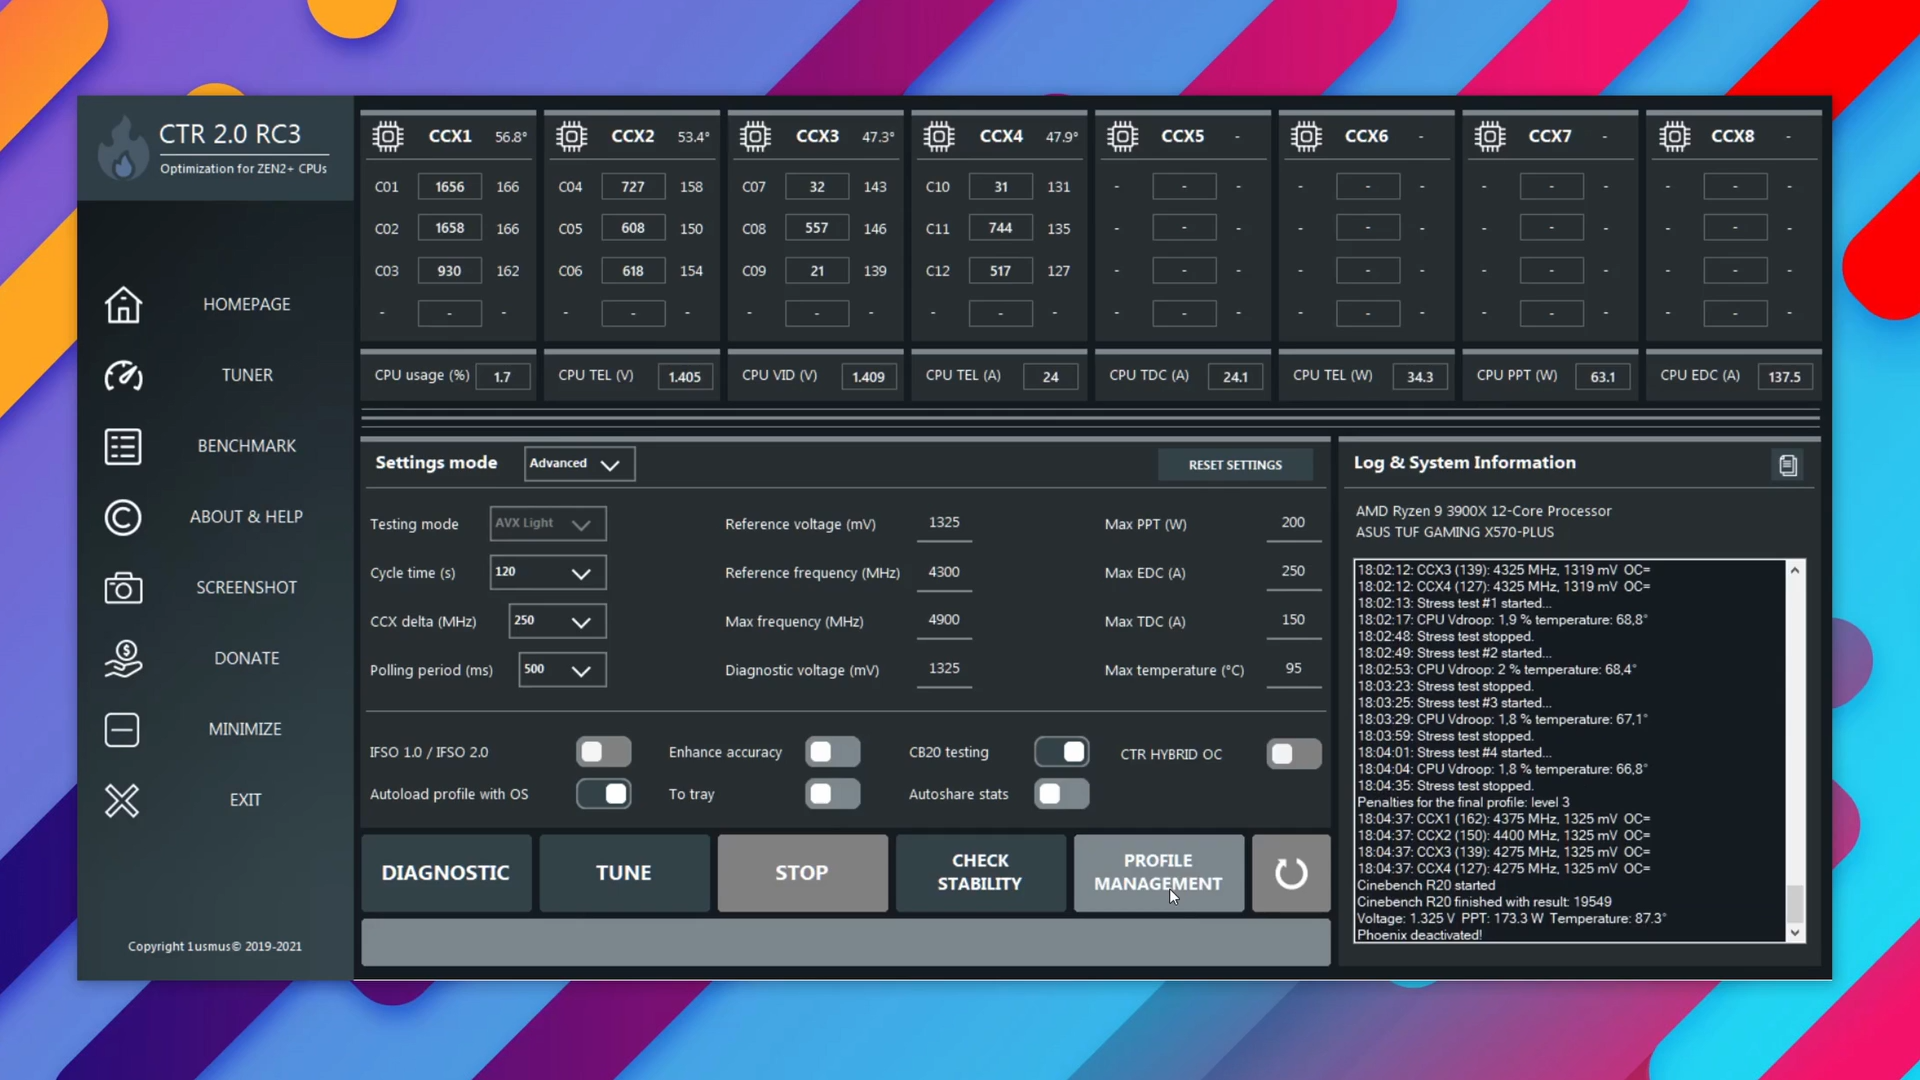 CTR 2.0 RC3
Optimization for ZEN2+ CPUs
HOMEPAGE
TUNER
BENCHMARK
ABOUT & HELP
SCREENSHOT
DONATE
MINIMIZE
EXIT
Copyright 1usmus© 2019-2021
CCX1 56.8°
C01 1656 166
C02 1658 166
C03 930 162
- - -
CCX2 53.4°
C04 727 158
C05 608 150
C06 618 154
- - -
CCX3 47.3°
C07 32 143
C08 557 146
C09 21 139
- - -
CCX4 47.9°
C10 31 131
C11 744 135
C12 517 127
- - -
CCX5 -
- - -
- - -
- - -
- - -
CCX6 -
- - -
- - -
- - -
- - -
CCX7 -
- - -
- - -
- - -
- - -
CCX8 -
- - -
- - -
- - -
- - -
CPU usage (%) 1.7
CPU TEL (V) 1.405
CPU VID (V) 1.409
CPU TEL (A) 24
CPU TDC (A) 24.1
CPU TEL (W) 34.3
CPU PPT (W) 63.1
CPU EDC (A) 137.5
Settings mode Advanced RESET SETTINGS
Testing mode AVX Light Reference voltage (mV) 1325 Max PPT (W) 200
Cycle time (s) 120 Reference frequency (MHz) 4300 Max EDC (A) 250
CCX delta (MHz) 250 Max frequency (MHz) 4900 Max TDC (A) 150
Polling period (ms) 500 Diagnostic voltage (mV) 1325 Max temperature (°C) 95
IFSO 1.0 / IFSO 2.0 Enhance accuracy CB20 testing CTR HYBRID OC
Autoload profile with OS To tray Autoshare stats
DIAGNOSTIC
TUNE
STOP
CHECK
STABILITY
PROFILE
MANAGEMENT
Log & System Information
AMD Ryzen 9 3900X 12-Core Processor
ASUS TUF GAMING X570-PLUS
18:02:12: CCX3 (139): 4325 MHz, 1319 mV OC=
18:02:12: CCX4 (127): 4325 MHz, 1319 mV OC=
18:02:13: Stress test #1 started...
18:02:17: CPU Vdroop: 1,9 % temperature: 68,8°
18:02:48: Stress test stopped.
18:02:49: Stress test #2 started...
18:02:53: CPU Vdroop: 2 % temperature: 68,4°
18:03:23: Stress test stopped.
18:03:25: Stress test #3 started...
18:03:29: CPU Vdroop: 1,8 % temperature: 67,1°
18:03:59: Stress test stopped.
18:04:01: Stress test #4 started...
18:04:04: CPU Vdroop: 1,8 % temperature: 66,8°
18:04:35: Stress test stopped.
Penalties for the final profile: level 3
18:04:37: CCX1 (162): 4375 MHz, 1325 mV OC=
18:04:37: CCX2 (150): 4400 MHz, 1325 mV OC=
18:04:37: CCX3 (139): 4275 MHz, 1325 mV OC=
18:04:37: CCX4 (127): 4275 MHz, 1325 mV OC=
Cinebench R20 started
Cinebench R20 finished with result: 19549
Voltage: 1.325 V PPT: 173.3 W Temperature: 87.3°
Phoenix deactivated!